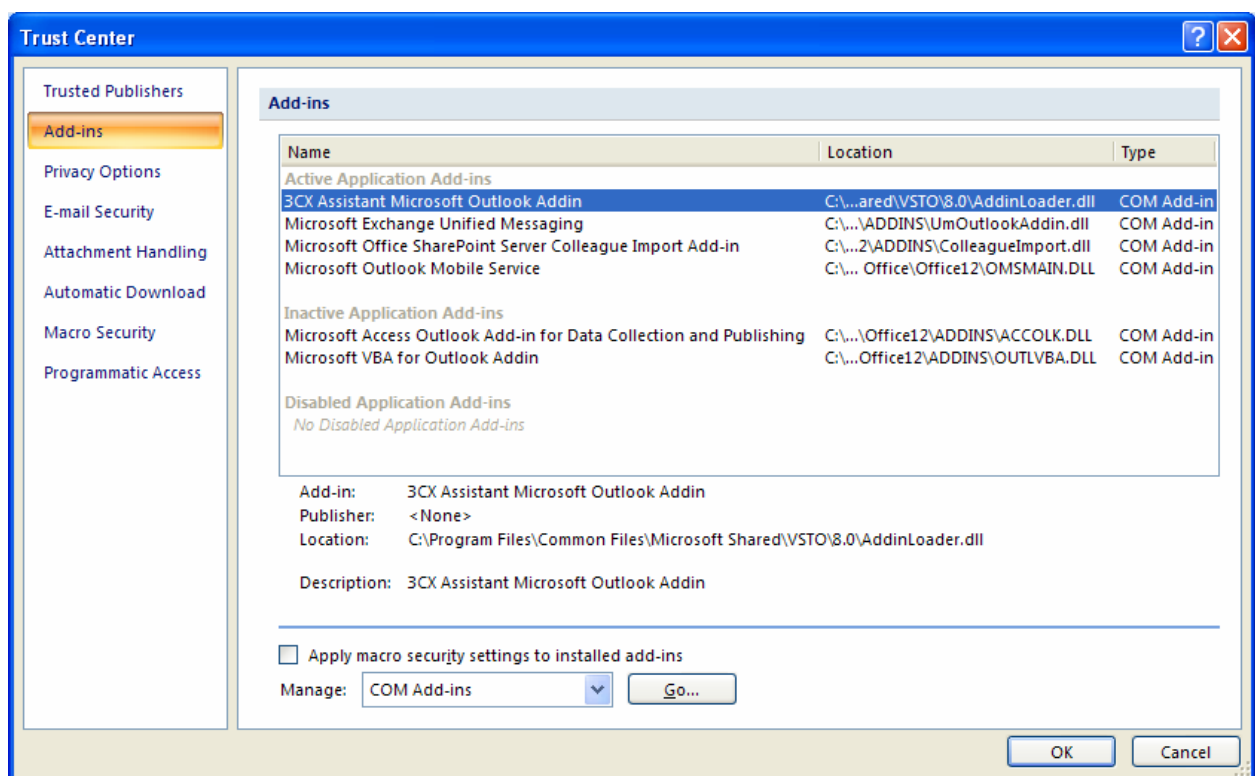 Trust Center
Trusted Publishers
Add-ins
Privacy Options
E-mail Security
Attachment Handling
Automatic Download
Macro Security
Programmatic Access
Add-ins
Name Location Type
Active Application Add-ins
3CX Assistant Microsoft Outlook Addin C:\...ared\VSTO\8.0\AddinLoader.dll COM Add-in
Microsoft Exchange Unified Messaging C:\...\ADDINS\UmOutlookAddin.dll COM Add-in
Microsoft Office SharePoint Server Colleague Import Add-in C:\...2\ADDINS\ColleagueImport.dll COM Add-in
Microsoft Outlook Mobile Service C:\... Office\Office12\OMSMAIN.DLL COM Add-in
Inactive Application Add-ins
Microsoft Access Outlook Add-in for Data Collection and Publishing C:\...\Office12\ADDINS\ACCOLK.DLL COM Add-in
Microsoft VBA for Outlook Addin C:\...Office12\ADDINS\OUTLVBA.DLL COM Add-in
Disabled Application Add-ins
No Disabled Application Add-ins
Add-in: 3CX Assistant Microsoft Outlook Addin
Publisher: <None>
Location: C:\Program Files\Common Files\Microsoft Shared\VSTO\8.0\AddinLoader.dll
Description: 3CX Assistant Microsoft Outlook Addin
Apply macro security settings to installed add-ins
Manage: COM Add-ins Go...
OK Cancel